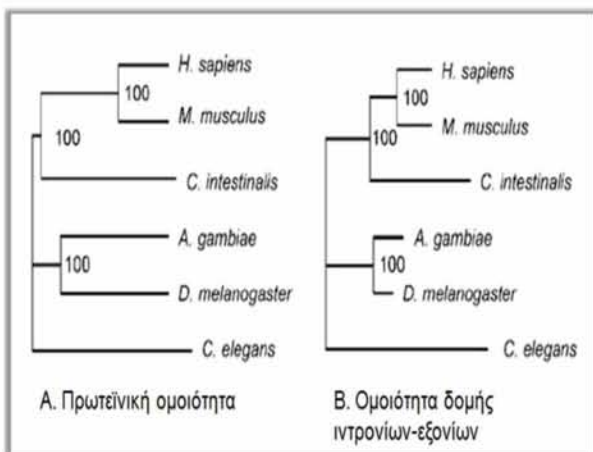 H. sapiens
100
M. musculus
100
C. intestinalis
A. gambiae
100
D. melanogaster
C. elegans
Α. Πρωτεϊνική ομοιότητα
H. sapiens
100
M. musculus
100
C. intestinalis
A. gambiae
100
D. melanogaster
C. elegans
Β. Ομοιότητα δομής
ιντρονίων-εξονίων